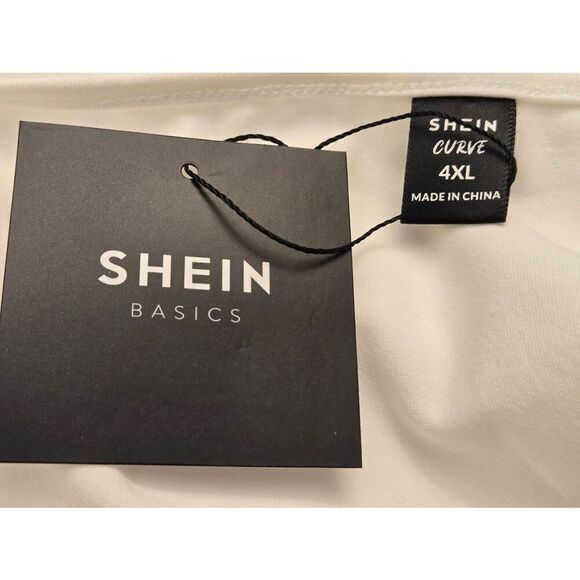 SHEIN
BASICS
SHEIN
CURVE
4XL
MADE IN CHINA